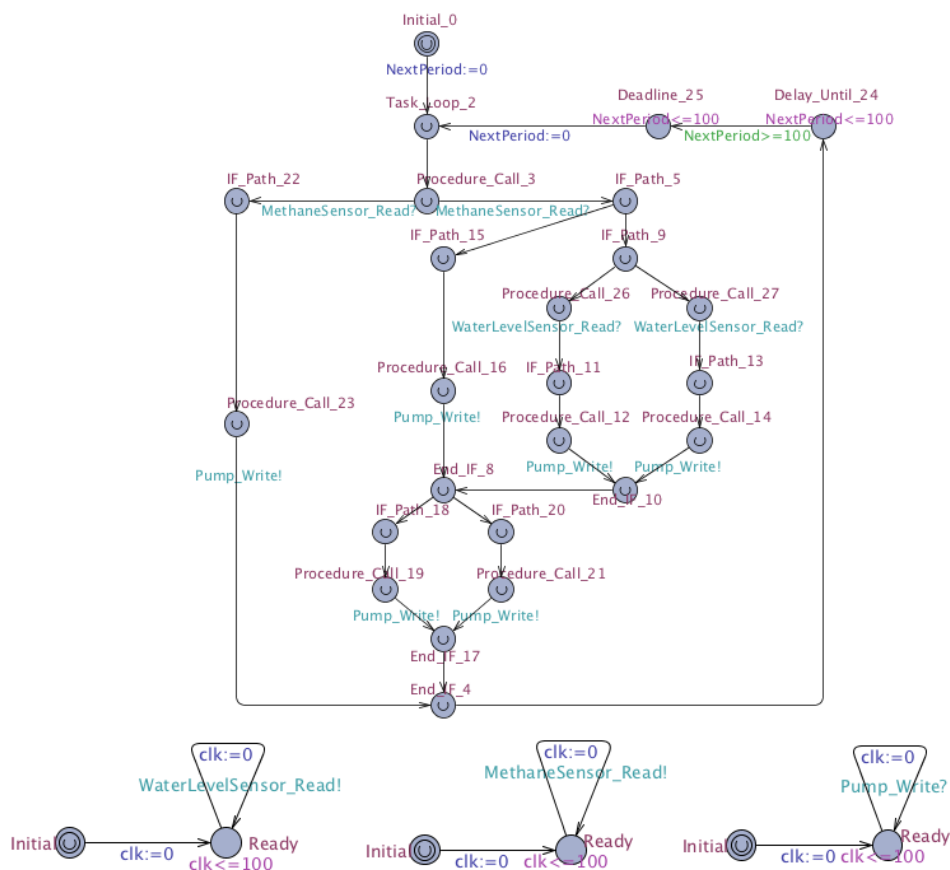 Initial_0
NextPeriod:=0
Task_Loop_2
Deadline_25
Delay_Until_24
NextPeriod<=100
NextPeriod<=100
NextPeriod:=0
NextPeriod>=100
IF_Path_22
Procedure_Call_3
IF_Path_5
MethaneSensor_Read?
MethaneSensor_Read?
IF_Path_15
IF_Path_9
Procedure_Call_26
Procedure_Call_27
WaterLevelSensor_Read?
WaterLevelSensor_Read?
IF_Path_11
IF_Path_13
Procedure_Call_16
Procedure_Call_23
Pump_Write!
Procedure_Call_12
Procedure_Call_14
Pump_Write!
Pump_Write!
Pump_Write!
End_IF_8
End_IF_10
IF_Path_18
IF_Path_20
Procedure_Call_19
Procedure_Call_21
Pump_Write!
Pump_Write!
End_IF_17
End_IF_4
clk:=0
WaterLevelSensor_Read!
Initial
Ready
clk:=0
clk<=100
clk:=0
MethaneSensor_Read!
Initial
Ready
clk:=0
clk<=100
clk:=0
Pump_Write?
Initial
Ready
clk:=0
clk<=100